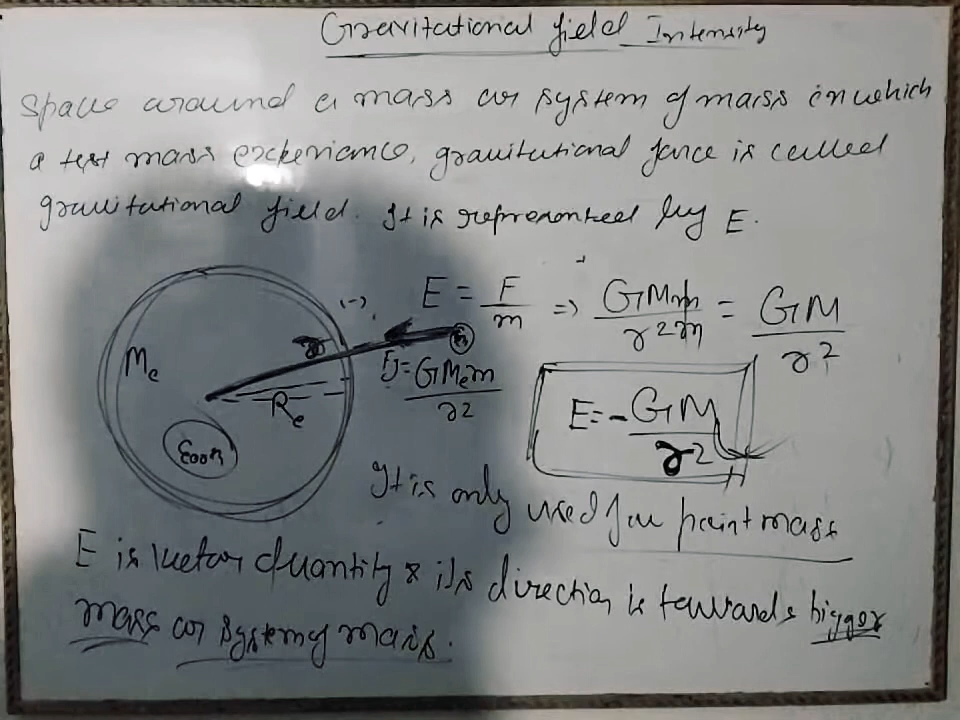 Gravitational field Intensity
Space around a mass or system of mass in which
a test mass experience, gravitational force is called
gravitational field. It is represented by E.
(-) E = F/m => GMm/r²m = GM/r²
Me r m
F = GMem/r²
Re
E = -GM/r²
Earth
It is only used for point mass
E is vector quantity & its direction is towards bigger
mass or system of mass.